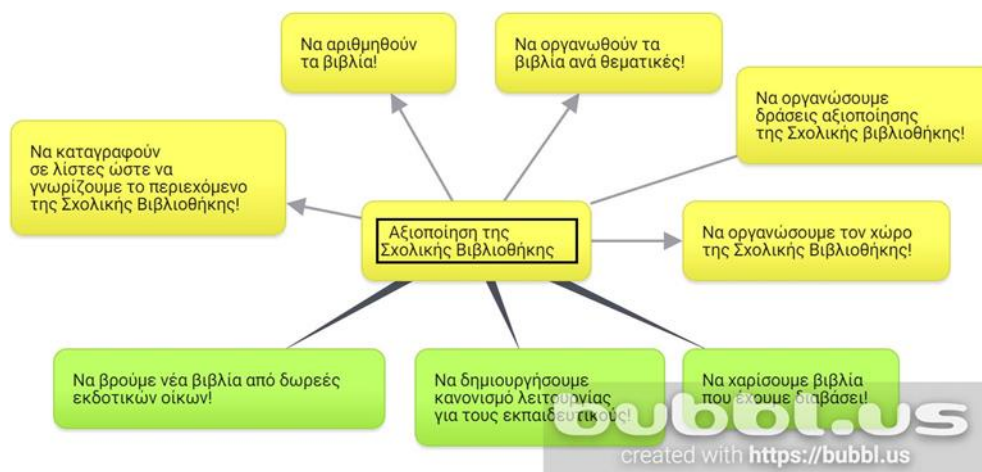 Να αριθμηθούν
τα βιβλία!
Να οργανωθούν τα
βιβλία ανά θεματικές!
Να οργανώσουμε
δράσεις αξιοποίησης
της Σχολικής βιβλιοθήκης!
Να καταγραφούν
σε λίστες ώστε να
γνωρίζουμε το περιεχόμενο
της Σχολικής Βιβλιοθήκης!
Αξιοποίηση της
Σχολικής Βιβλιοθήκης
Να οργανώσουμε τον χώρο
της Σχολικής Βιβλιοθήκης!
Να βρούμε νέα βιβλία από δωρεές
εκδοτικών οίκων!
Να δημιουργήσουμε
κανονισμό λειτουργίας
για τους εκπαιδευτικούς!
Να χαρίσουμε βιβλία
που έχουμε διαβάσει!
bubbl.us
created with https://bubbl.us